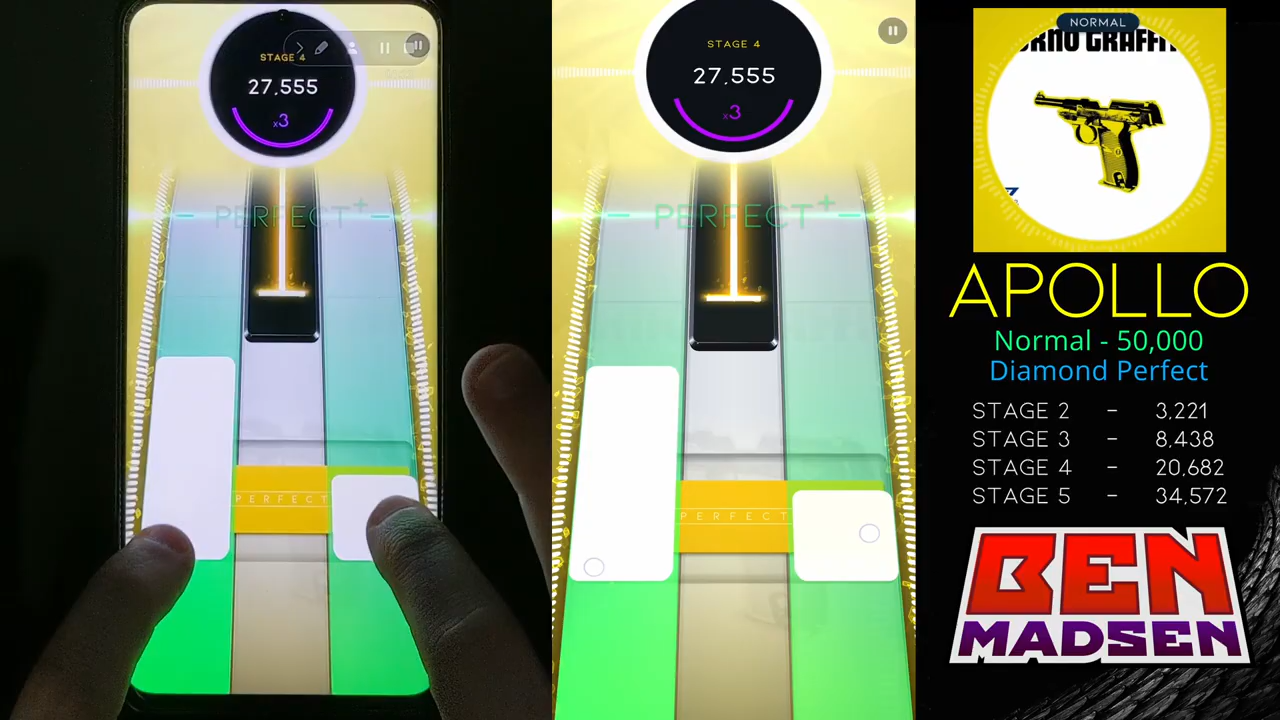 STAGE 4
27,555
x3
PERFECT+
PERFECT
STAGE 4
27,555
x3
PERFECT+
PERFECT
NORMAL
PORNO GRAFFITTI
APOLLO
Normal - 50,000
Diamond Perfect
STAGE 2 - 3,221
STAGE 3 - 8,438
STAGE 4 - 20,682
STAGE 5 - 34,572
BEN
MADSEN